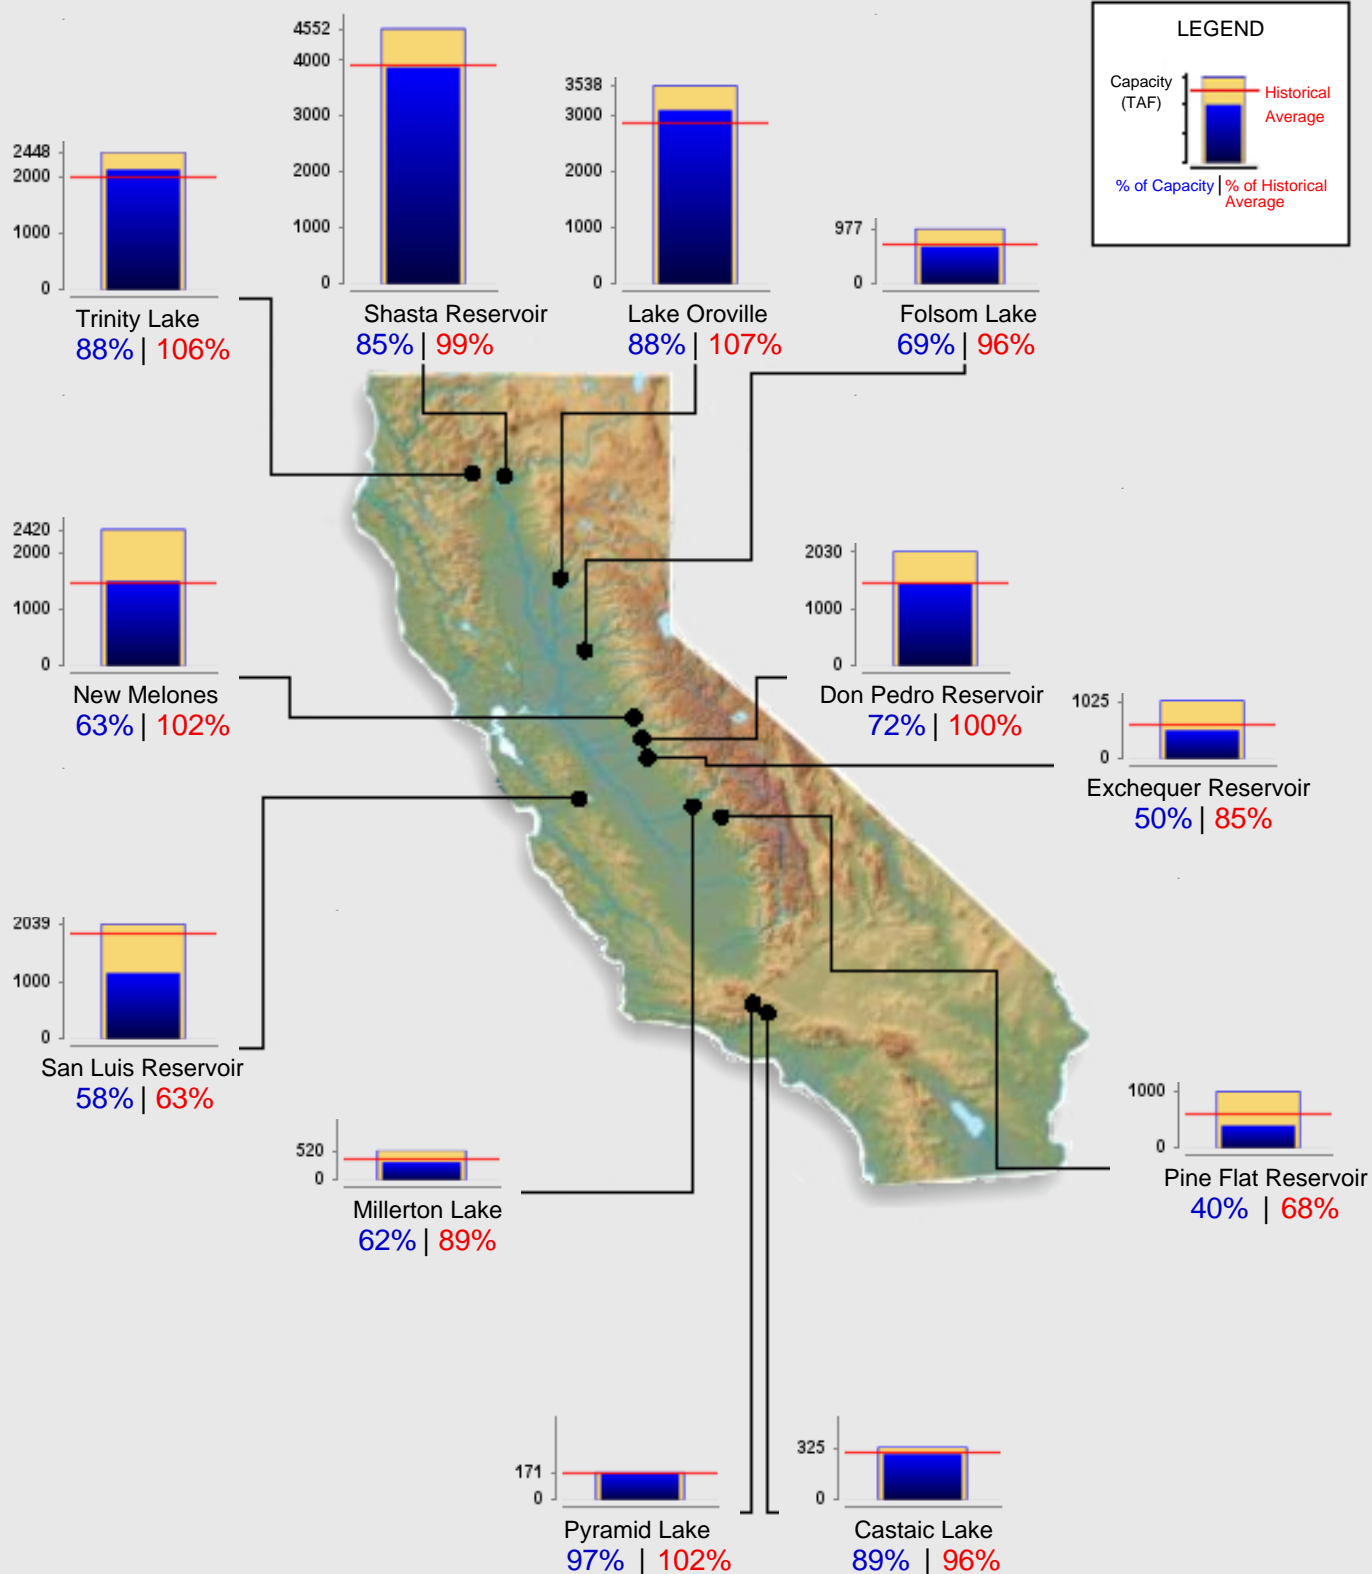 LEGEND
Capacity
(TAF)
Historical
Average
% of Capacity | % of Historical
Average
4552
4000
3000
2000
1000
0
Shasta Reservoir
85% | 99%
3538
3000
2000
1000
0
Lake Oroville
88% | 107%
2448
2000
1000
0
Trinity Lake
88% | 106%
977
0
Folsom Lake
69% | 96%
2420
2000
1000
0
New Melones
63% | 102%
2030
1000
0
Don Pedro Reservoir
72% | 100%
1025
0
Exchequer Reservoir
50% | 85%
2039
1000
0
San Luis Reservoir
58% | 63%
520
0
Millerton Lake
62% | 89%
1000
0
Pine Flat Reservoir
40% | 68%
171
0
Pyramid Lake
97% | 102%
325
0
Castaic Lake
89% | 96%